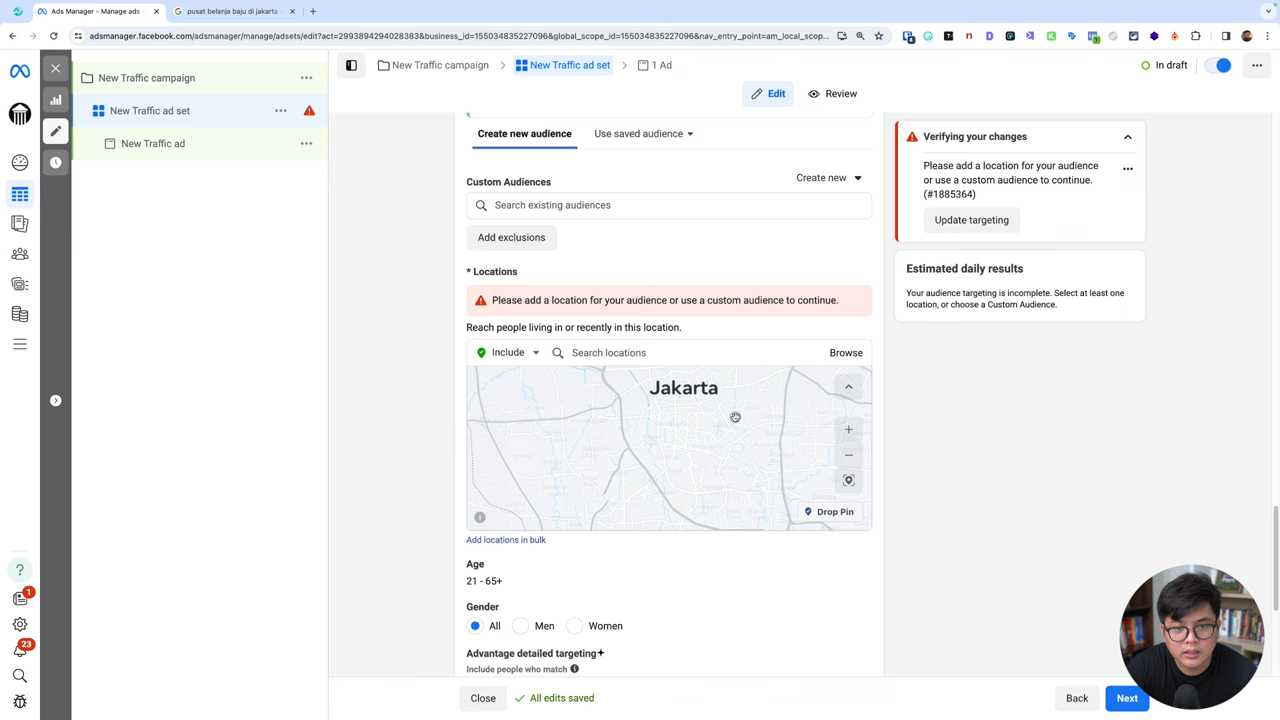 Ads Manager - Manage ads
pusat belanja baju di jakarta
adsmanager.facebook.com/adsmanager/manage/adsets/edit?act=2993894294028383&business_id=155034835227096&global_scope_id=155034835227096&nav_entry_point=am_local_scop...
New Traffic campaign
New Traffic ad set
New Traffic ad
New Traffic campaign
New Traffic ad set
1 Ad
In draft
Edit
Review
Create new audience
Use saved audience
Custom Audiences
Create new
Search existing audiences
Add exclusions
* Locations
Please add a location for your audience or use a custom audience to continue.
Reach people living in or recently in this location.
Include
Search locations
Browse
Jakarta
Drop Pin
Add locations in bulk
Age
21 - 65+
Gender
All
Men
Women
Advantage detailed targeting+
Include people who match
Close
All edits saved
Back
Next
Verifying your changes
Please add a location for your audience
or use a custom audience to continue.
(#1885364)
Update targeting
Estimated daily results
Your audience targeting is incomplete. Select at least one
location, or choose a Custom Audience.
1
23